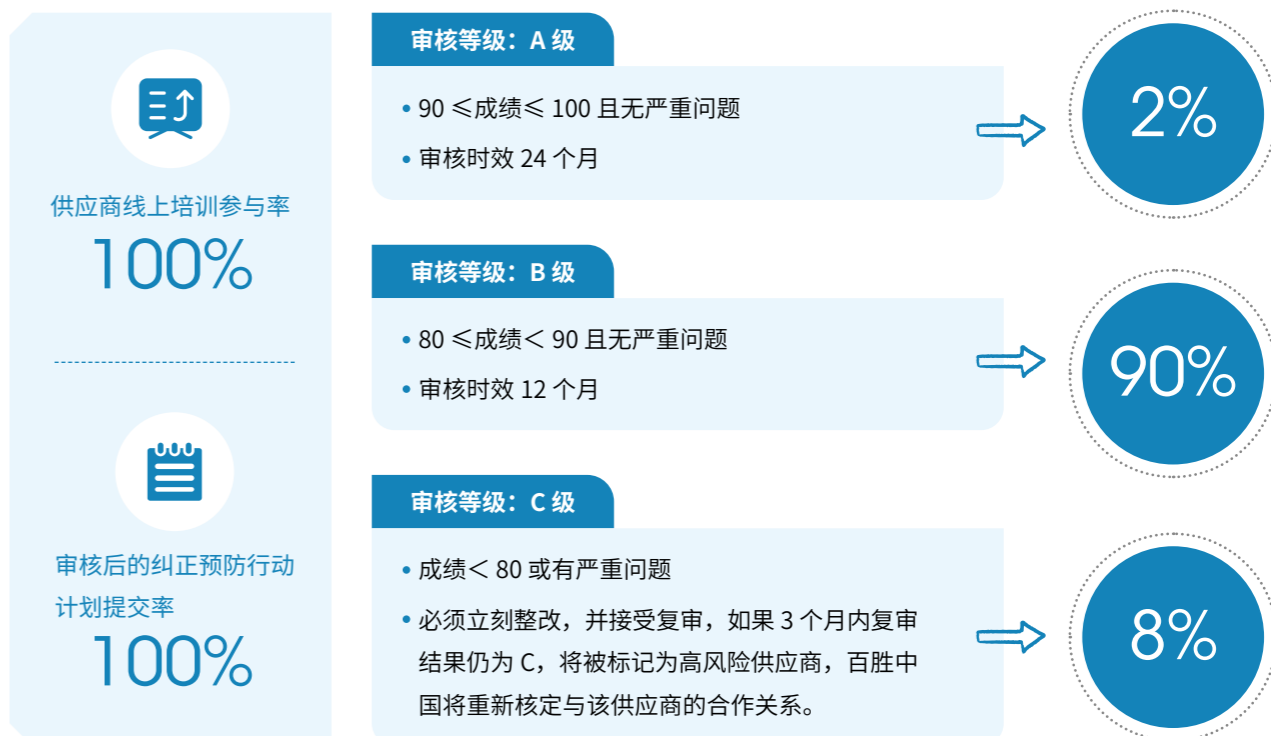 供应商线上培训参与率
100%
审核后的纠正预防行动
计划提交率
100%
审核等级：A 级
• 90 ≤成绩≤ 100 且无严重问题
• 审核时效 24 个月
2%
审核等级：B 级
• 80 ≤成绩＜ 90 且无严重问题
• 审核时效 12 个月
90%
审核等级：C 级
• 成绩＜ 80 或有严重问题
• 必须立刻整改，并接受复审，如果 3 个月内复审
结果仍为 C，将被标记为高风险供应商，百胜中
国将重新核定与该供应商的合作关系。
8%